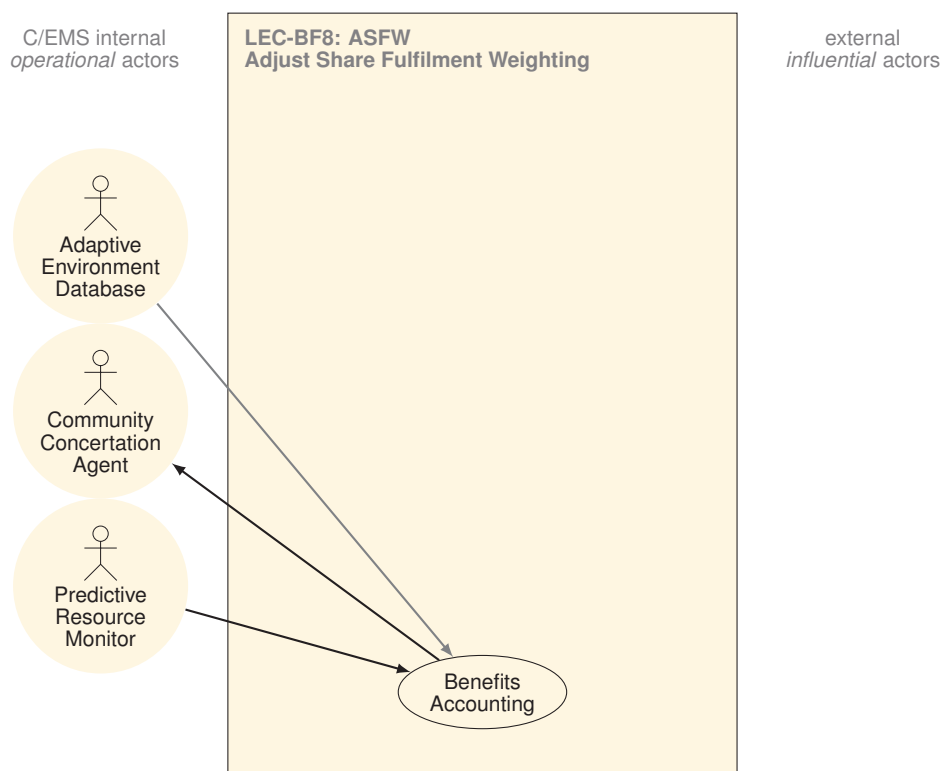 C/EMS internal
operational actors
LEC-BF8: ASFW
Adjust Share Fulfilment Weighting
external
influential actors
Adaptive
Environment
Database
Community
Concertation
Agent
Predictive
Resource
Monitor
Benefits
Accounting